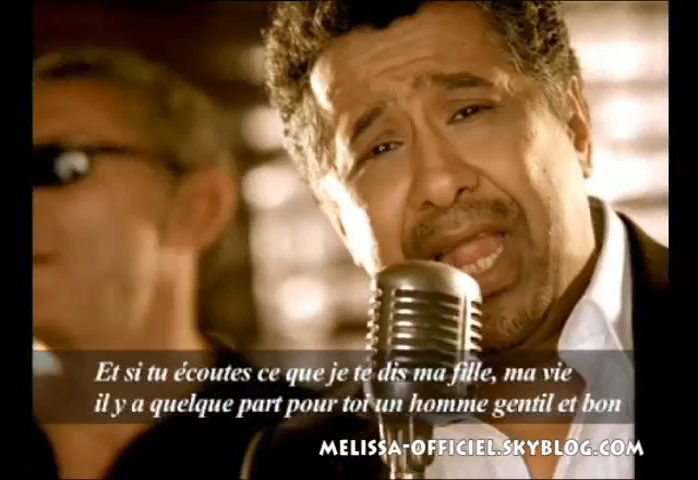 Et si tu écoutes ce que je te dis ma fille, ma vie
il y a quelque part pour toi un homme gentil et bon
MELISSA-OFFICIEL.SKYBLOG.COM